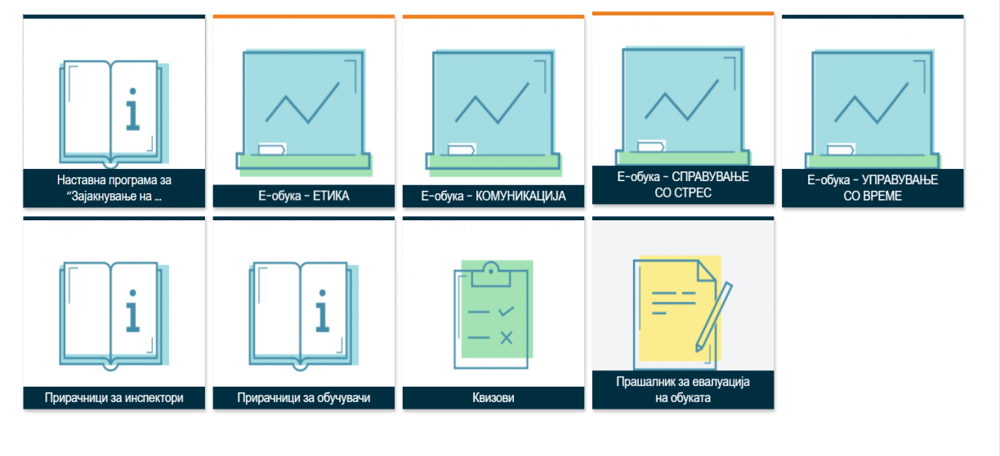 Наставна програма за
“Зајакнување на ...
Е-обука - ЕТИКА
Е-обука - КОМУНИКАЦИЈА
Е-обука - СПРАВУВАЊЕ
СО СТРЕС
Е-обука - УПРАВУВАЊЕ
СО ВРЕМЕ
Прирачници за инспектори
Прирачници за обучувачи
Квизови
Прашалник за евалуација
на обуката